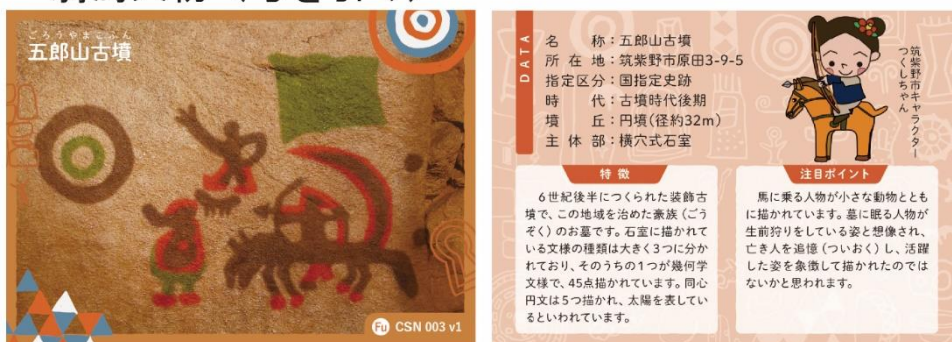 ごろうやまこふん
五郎山古墳
Fu CSN 003 v1
DATA
名称：五郎山古墳
所在地：筑紫野市原田3-9-5
指定区分：国指定史跡
時代：古墳時代後期
墳丘：円墳（径約32m）
主体部：横穴式石室
筑紫野市キャラクター
つくしちゃん
特徴
6世紀後半につくられた装飾古
墳で、この地域を治めた豪族（ごう
ぞく）のお墓です。石室に描かれて
いる文様の種類は大きく3つに分か
れており、そのうちの1つが幾何学
文様で、45点描かれています。同心
円文は5つ描かれ、太陽を表してい
るといわれています。
注目ポイント
馬に乗る人物が小さな動物ととも
に描かれています。墓に眠る人物が
生前狩りをしている姿と想像され、
亡き人を追憶（ついおく）し、活躍
した姿を象徴して描かれたのでは
ないかと思われます。